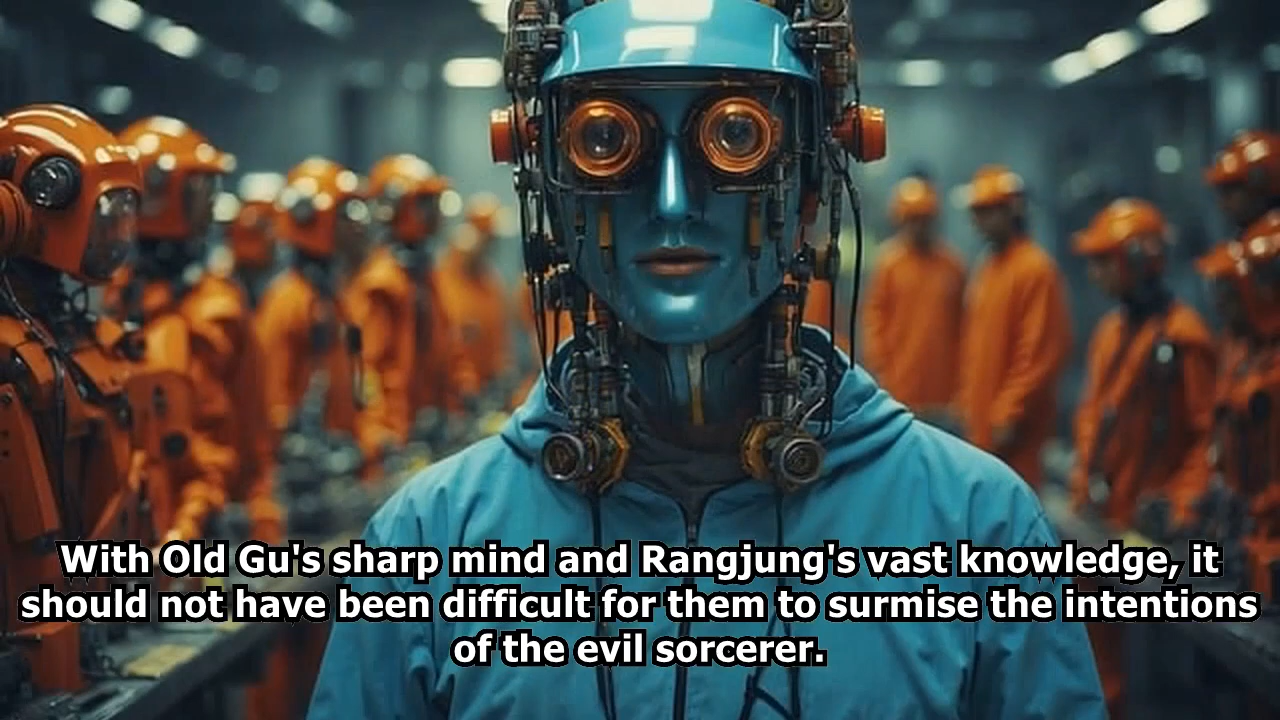 With Old Gu's sharp mind and Rangjung's vast knowledge, it
should not have been difficult for them to surmise the intentions
of the evil sorcerer.